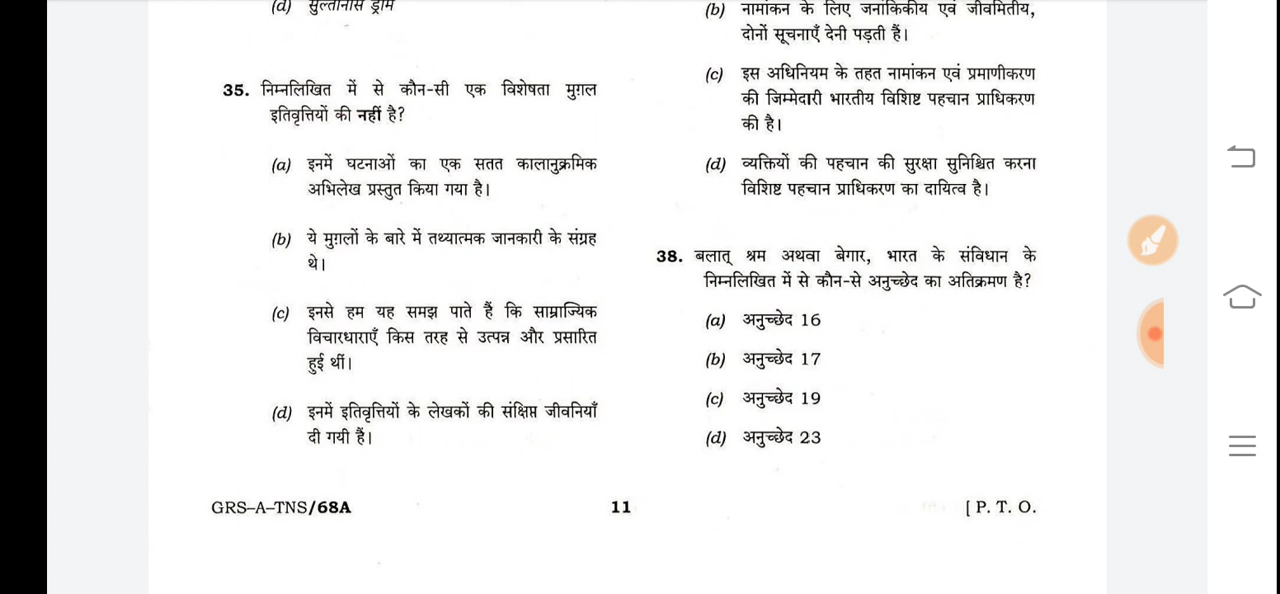 (d) सुल्तानास ड्रीम
35. निम्नलिखित में से कौन-सी एक विशेषता मुग़ल
इतिवृत्तियों की नहीं है?
(a) इनमें घटनाओं का एक सतत कालानुक्रमिक
अभिलेख प्रस्तुत किया गया है।
(b) ये मुग़लों के बारे में तथ्यात्मक जानकारी के संग्रह
थे।
(c) इनसे हम यह समझ पाते हैं कि साम्राज्यिक
विचारधाराएँ किस तरह से उत्पन्न और प्रसारित
हुई थीं।
(d) इनमें इतिवृत्तियों के लेखकों की संक्षिप्त जीवनियाँ
दी गयी हैं।
(b) नामांकन के लिए जनांकिकीय एवं जीवमितीय,
दोनों सूचनाएँ देनी पड़ती हैं।
(c) इस अधिनियम के तहत नामांकन एवं प्रमाणीकरण
की जिम्मेदारी भारतीय विशिष्ट पहचान प्राधिकरण
की है।
(d) व्यक्तियों की पहचान की सुरक्षा सुनिश्चित करना
विशिष्ट पहचान प्राधिकरण का दायित्व है।
38. बलात् श्रम अथवा बेगार, भारत के संविधान के
निम्नलिखित में से कौन-से अनुच्छेद का अतिक्रमण है?
(a) अनुच्छेद 16
(b) अनुच्छेद 17
(c) अनुच्छेद 19
(d) अनुच्छेद 23
GRS–A–TNS/68A
11
[ P. T. O.